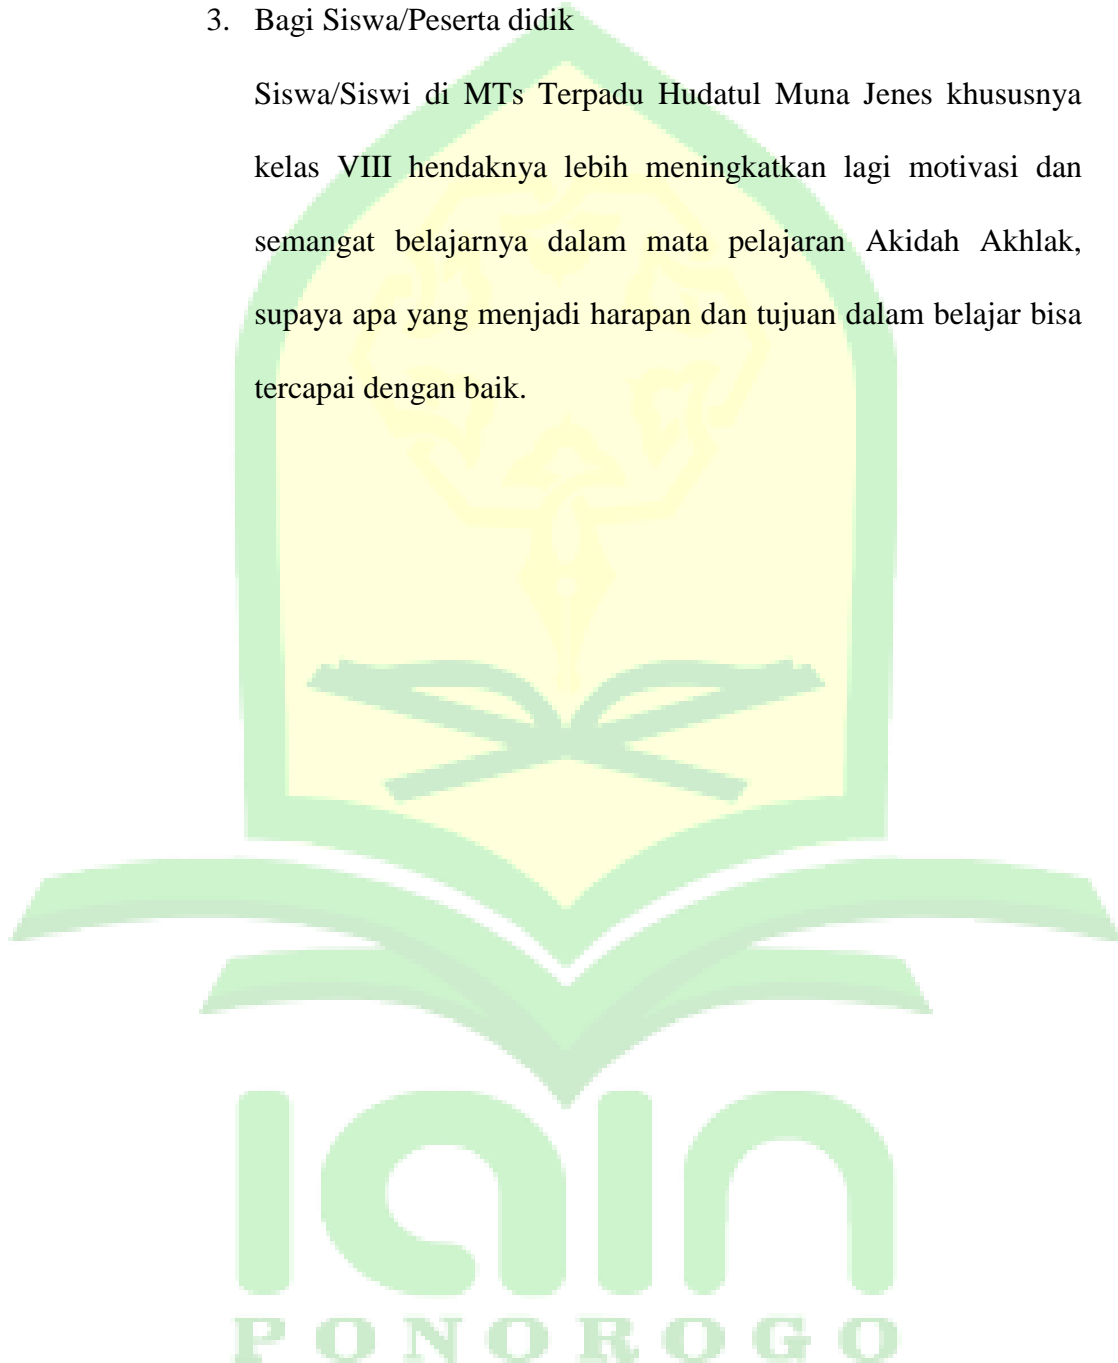 3. Bagi Siswa/Peserta didik
Siswa/Siswi di MTs Terpadu Hudatul Muna Jenes khususnya
kelas VIII hendaknya lebih meningkatkan lagi motivasi dan
semangat belajarnya dalam mata pelajaran Akidah Akhlak,
supaya apa yang menjadi harapan dan tujuan dalam belajar bisa
tercapai dengan baik.
iain
PONOROGO